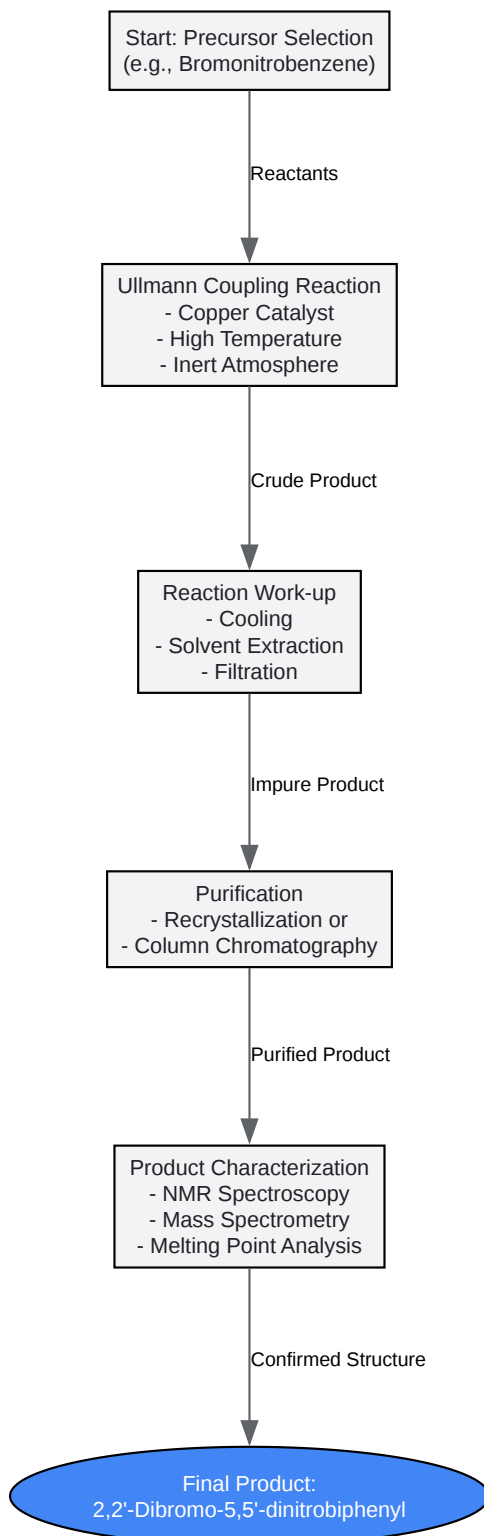 Start: Precursor Selection
(e.g., Bromonitrobenzene)
Reactants
Ullmann Coupling Reaction
- Copper Catalyst
- High Temperature
- Inert Atmosphere
Crude Product
Reaction Work-up
- Cooling
- Solvent Extraction
- Filtration
Impure Product
Purification
- Recrystallization or
- Column Chromatography
Purified Product
Product Characterization
- NMR Spectroscopy
- Mass Spectrometry
- Melting Point Analysis
Confirmed Structure
Final Product:
2,2'-Dibromo-5,5'-dinitrobiphenyl